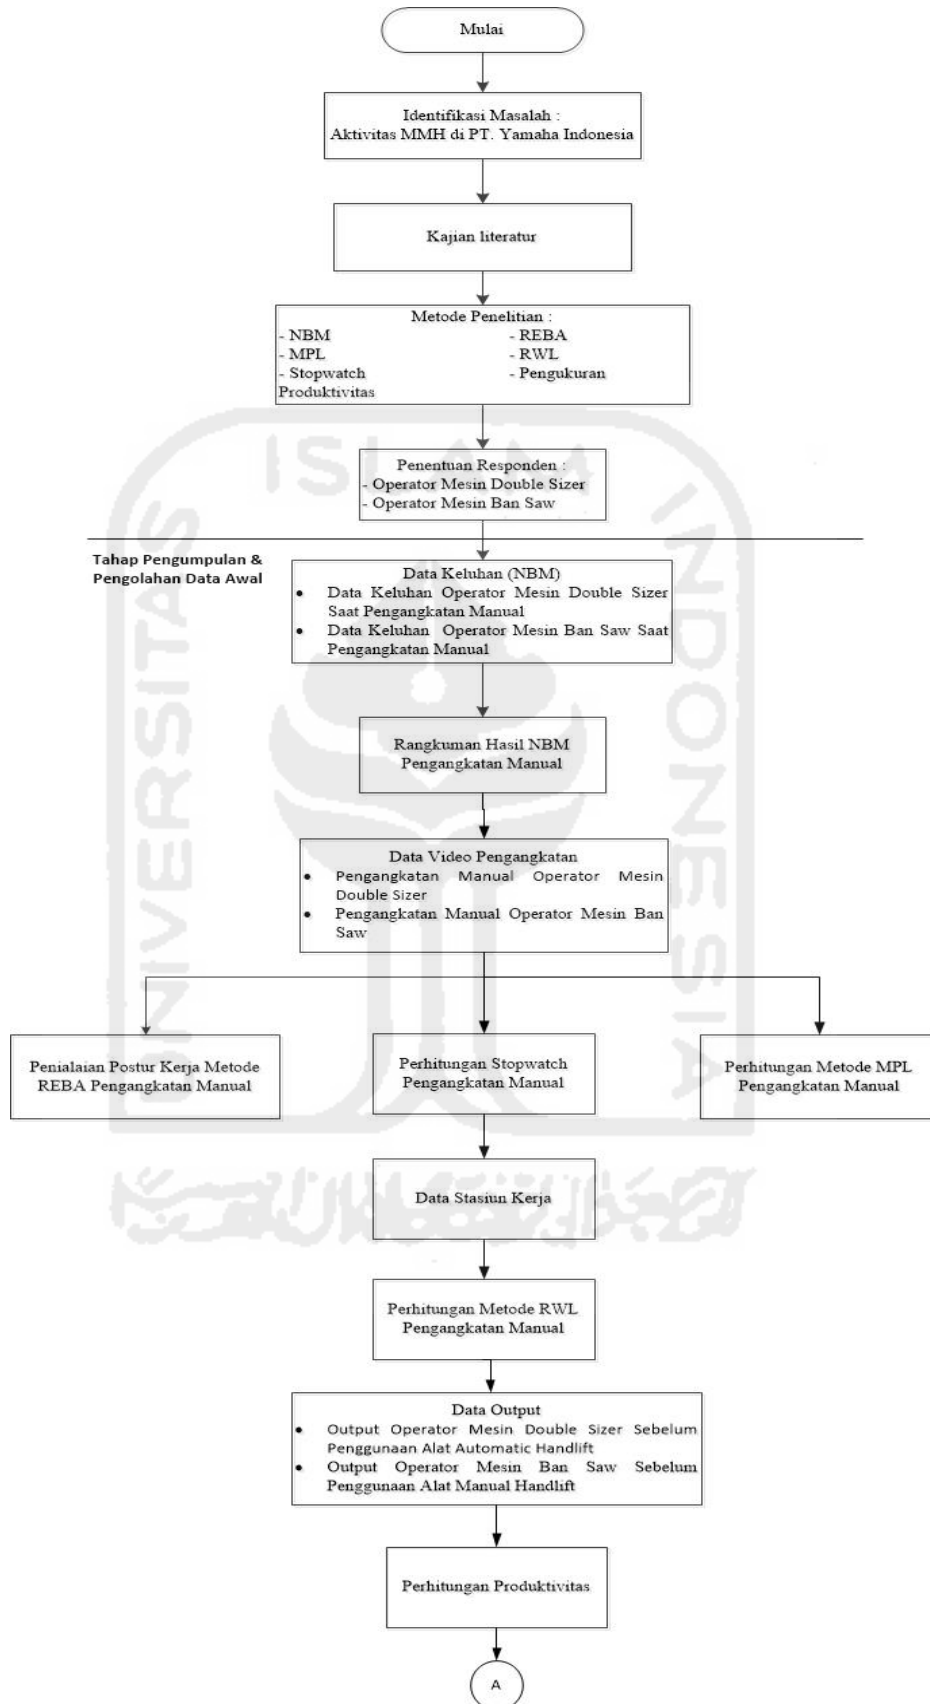 Mulai
Identifikasi Masalah :
Aktivitas MMH di PT. Yamaha Indonesia
Kajian literatur
Metode Penelitian :
- NBM - REBA
- MPL - RWL
- Stopwatch - Pengukuran
Produktivitas
Penentuan Responden :
- Operator Mesin Double Sizer
- Operator Mesin Ban Saw
Tahap Pengumpulan &
Pengolahan Data Awal
Data Keluhan (NBM)
• Data Keluhan Operator Mesin Double Sizer
Saat Pengangkatan Manual
• Data Keluhan Operator Mesin Ban Saw Saat
Pengangkatan Manual
Rangkuman Hasil NBM
Pengangkatan Manual
Data Video Pengangkatan
• Pengangkatan Manual Operator Mesin
Double Sizer
• Pengangkatan Manual Operator Mesin Ban
Saw
Penialaian Postur Kerja Metode
REBA Pengangkatan Manual
Perhitungan Stopwatch
Pengangkatan Manual
Perhitungan Metode MPL
Pengangkatan Manual
Data Stasiun Kerja
Perhitungan Metode RWL
Pengangkatan Manual
Data Output
• Output Operator Mesin Double Sizer Sebelum
Penggunaan Alat Automatic Handlift
• Output Operator Mesin Ban Saw Sebelum
Penggunaan Alat Manual Handlift
Perhitungan Produktivitas
A
UNIVERSITAS
ISLAM
INDONESIA